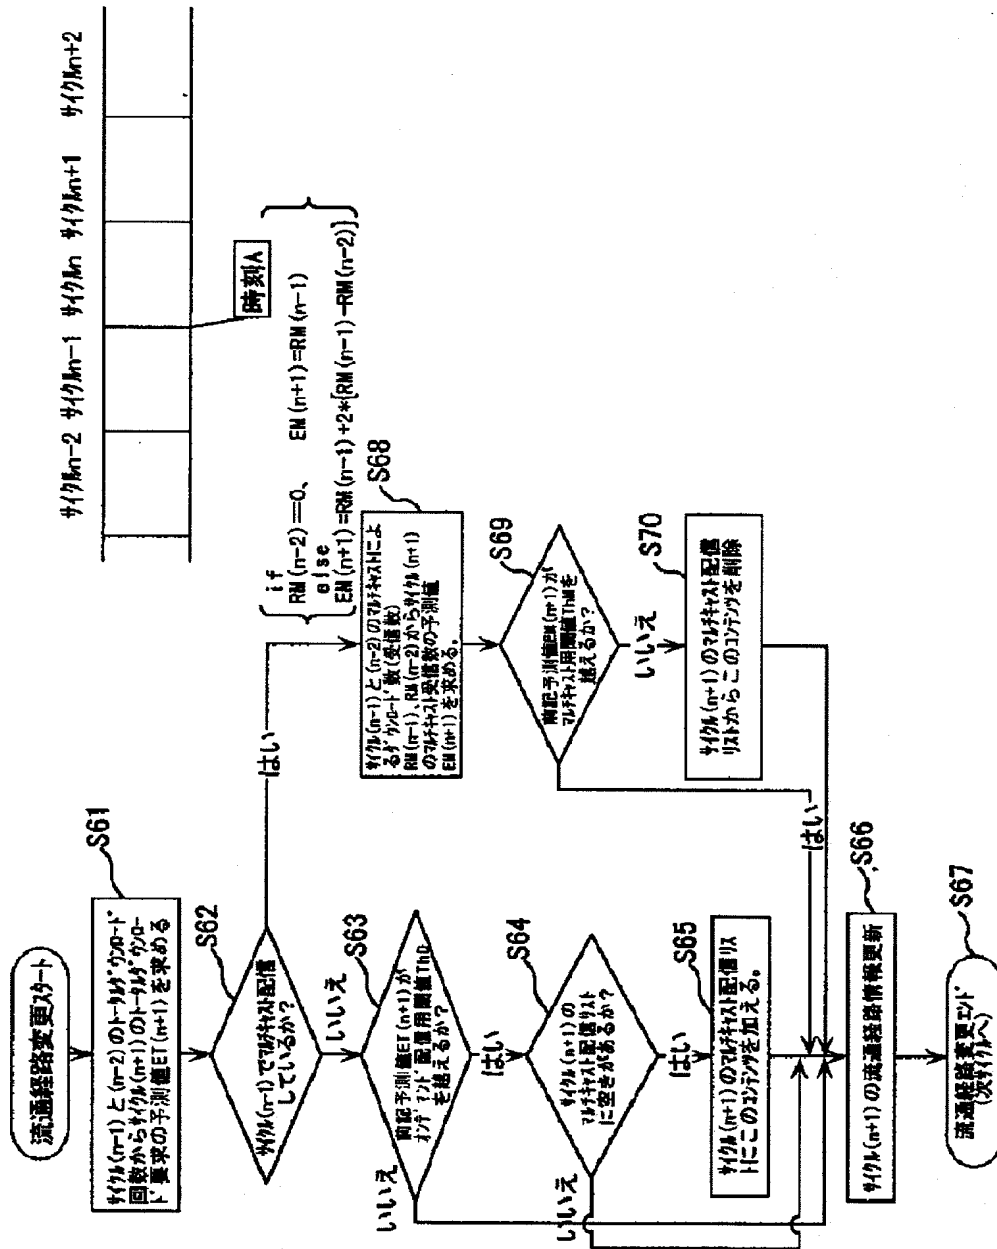 流通経路変更スタート
S61
サイクル(n-1)と(n-2)のトータルダウンロード
回数からサイクル(n+1)のトータルダウンロー
ド要求の予測値ET(n+1)を求める
S62
サイクル(n-1)でマルチキャスト配信
しているか?
はい
いいえ
S63
前記予測値ET(n+1)が
オンデマンド配信用閾値ThD
を越えるか?
いいえ
はい
S64
サイクル(n+1)の
マルチキャスト配信リスト
に空きがあるか?
いいえ
はい
S65
サイクル(n+1)のマルチキャスト配信リス
トにこのコンテンツを加える。
S66
サイクル(n+1)の流通経路情報更新
S67
流通経路変更エンド
(次サイクルへ)
サイクルn-2 サイクルn-1 サイクルn サイクルn+1 サイクルn+2
時刻A
if
RM(n-2)==0、 EM(n+1)=RM(n-1)
else
EM(n+1)=RM(n-1)+2*[RM(n-1)-RM(n-2)]
S68
サイクル(n-1)と(n-2)のマルチキャストによ
るダウンロード数(受信数)
RM(n-1)、RM(n-2)からサイクル(n+1)
のマルチキャスト受信数の予測値
EM(n+1)を求める。
S69
前記予測値EM(n+1)が
マルチキャスト用閾値ThMを
越えるか?
いいえ
はい
S70
サイクル(n+1)のマルチキャスト配信
リストからこのコンテンツを削除